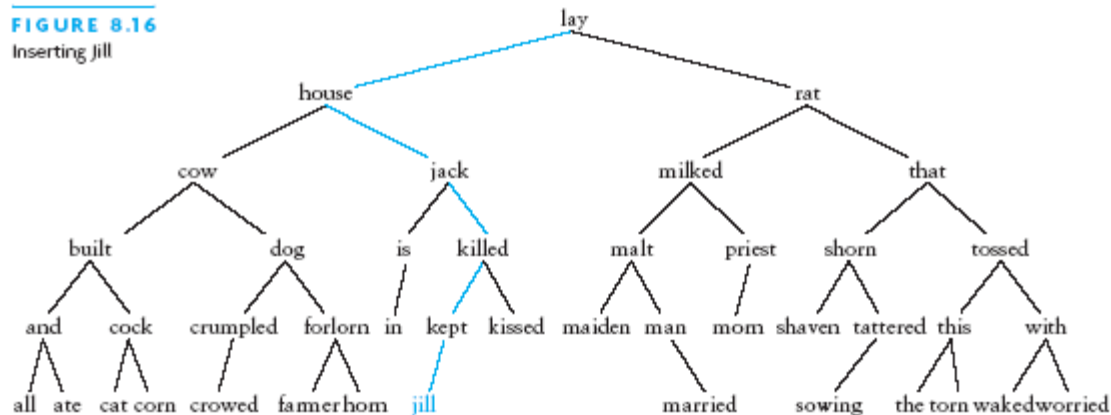 FIGURE 8.16
Inserting Jill
lay
house rat
cow jack milked that
built dog is killed malt priest shorn tossed
and cock crumpled forlorn in kept kissed maiden man mom shaven tattered this with
all ate cat corn crowed farmer horn jill married sowing the torn waked worried